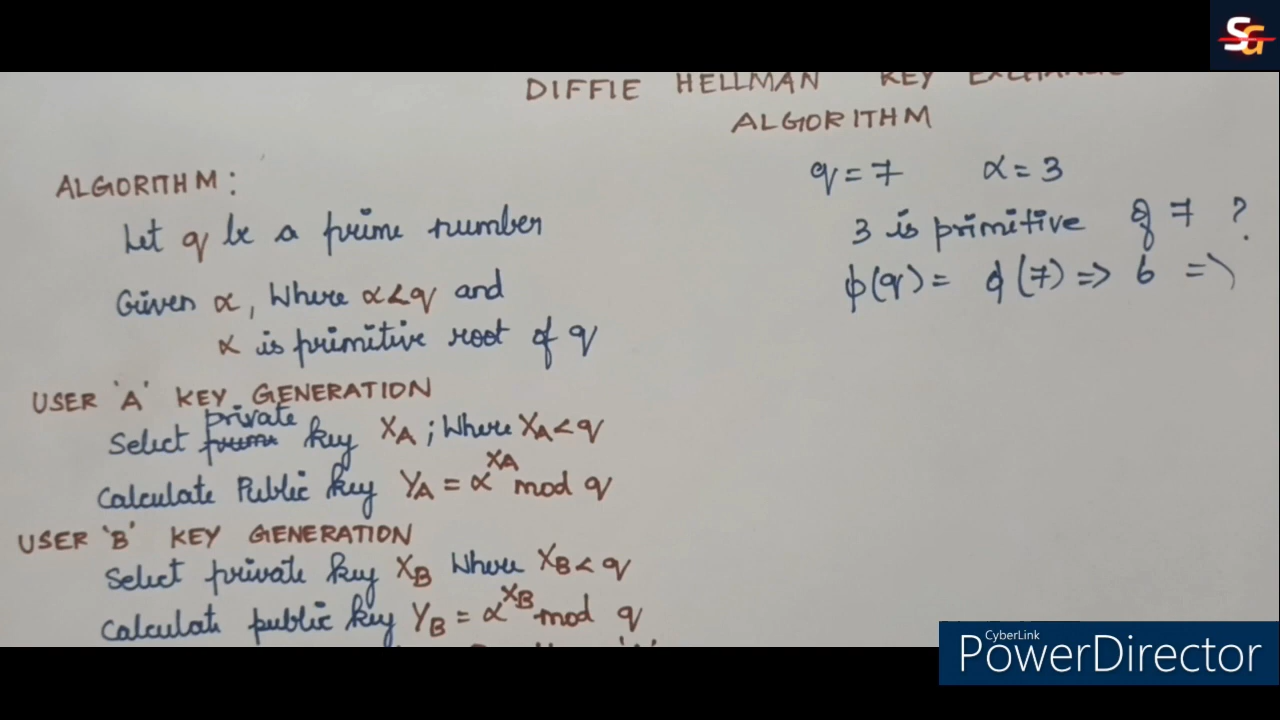 SG
DIFFIE HELLMAN KEY EXCHANGE
ALGORITHM
ALGORITHM:
Let q be a prime number
Given α, Where α<q and
α is primitive root of q
USER 'A' KEY GENERATION
private
Select key XA ; Where XA<q
Calculate Public key YA = α^XA mod q
USER 'B' KEY GENERATION
Select private key XB Where XB<q
Calculate public key YB = α^XB mod q
q=7 α=3
3 is primitive of 7 ?
φ(q) = φ(7) => 6 =>
CyberLink
PowerDirector